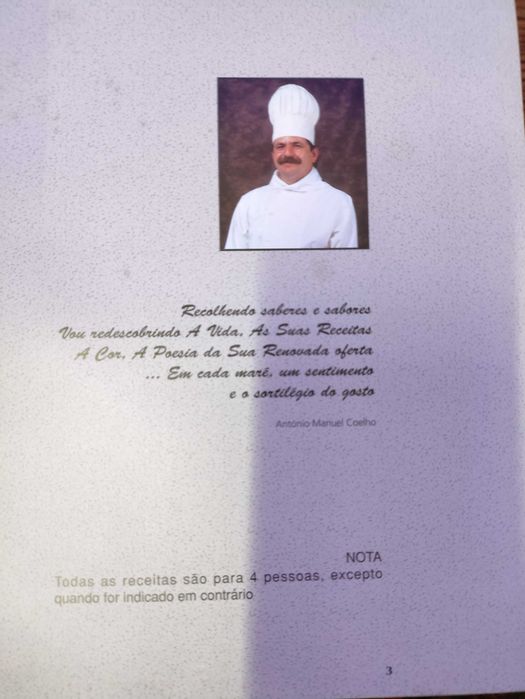 Recolhendo saberes e sabores
Vou redescobrindo A Vida, As Suas Receitas
A Cor, A Poesia da Sua Renovada oferta
... Em cada maré, um sentimento
e o sortilégio do gosto
António Manuel Coelho
NOTA
Todas as receitas são para 4 pessoas, excepto
quando for indicado em contrário
3